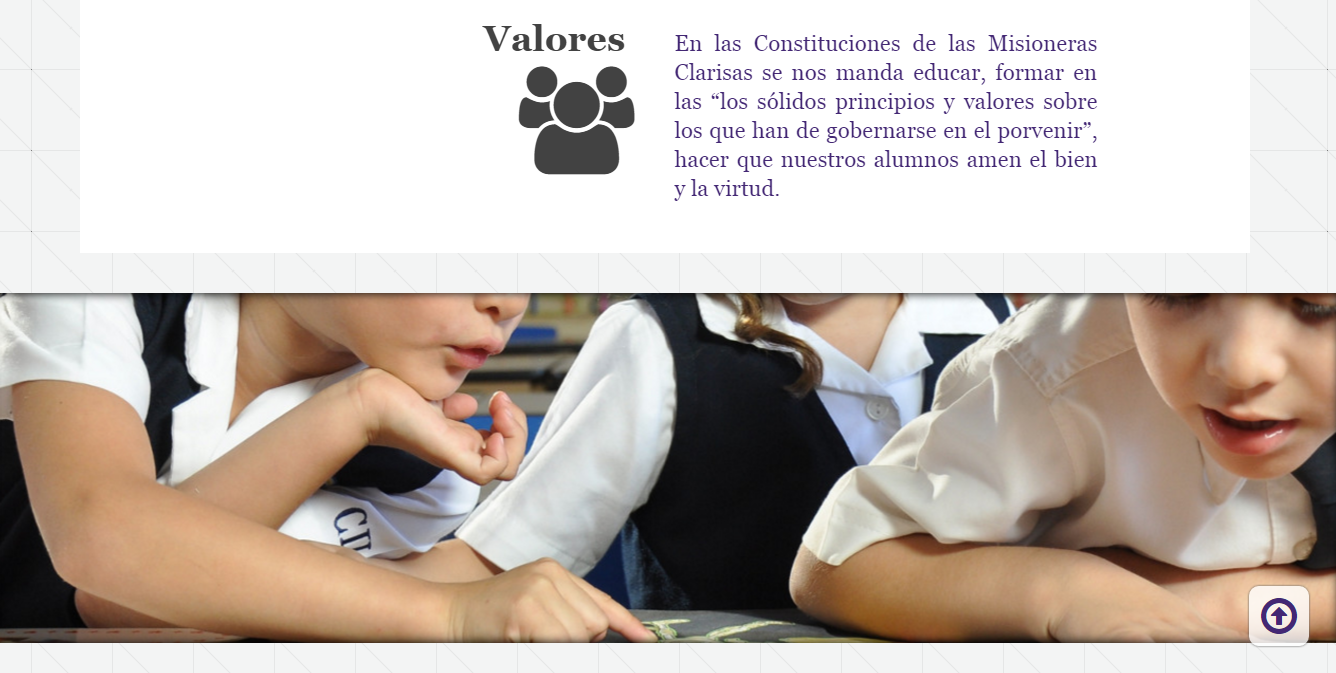 Valores
En las Constituciones de las Misioneras
Clarisas se nos manda educar, formar en
las “los sólidos principios y valores sobre
los que han de gobernarse en el porvenir”,
hacer que nuestros alumnos amen el bien
y la virtud.